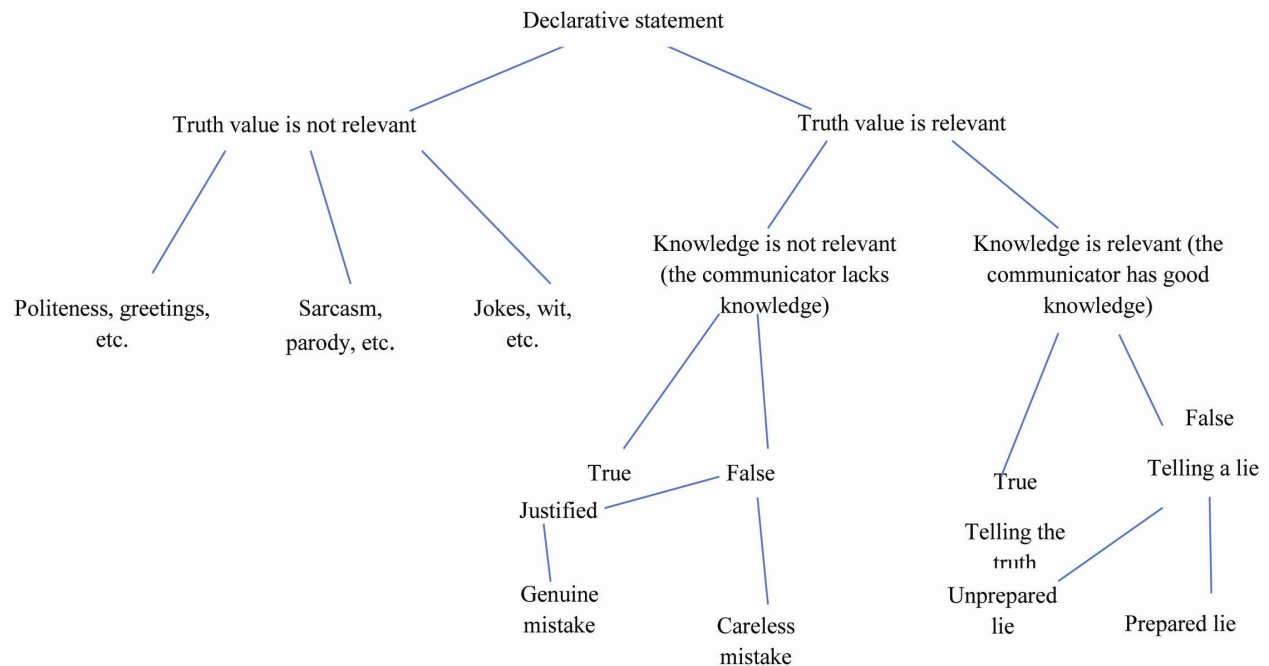 Declarative statement
Truth value is not relevant
Truth value is relevant
Politeness, greetings,
etc.
Sarcasm,
parody, etc.
Jokes, wit,
etc.
Knowledge is not relevant
(the communicator lacks
knowledge)
Knowledge is relevant (the
communicator has good
knowledge)
True
False
Justified
Genuine
mistake
Careless
mistake
True
Telling the
truth
False
Telling a lie
Unprepared
lie
Prepared lie